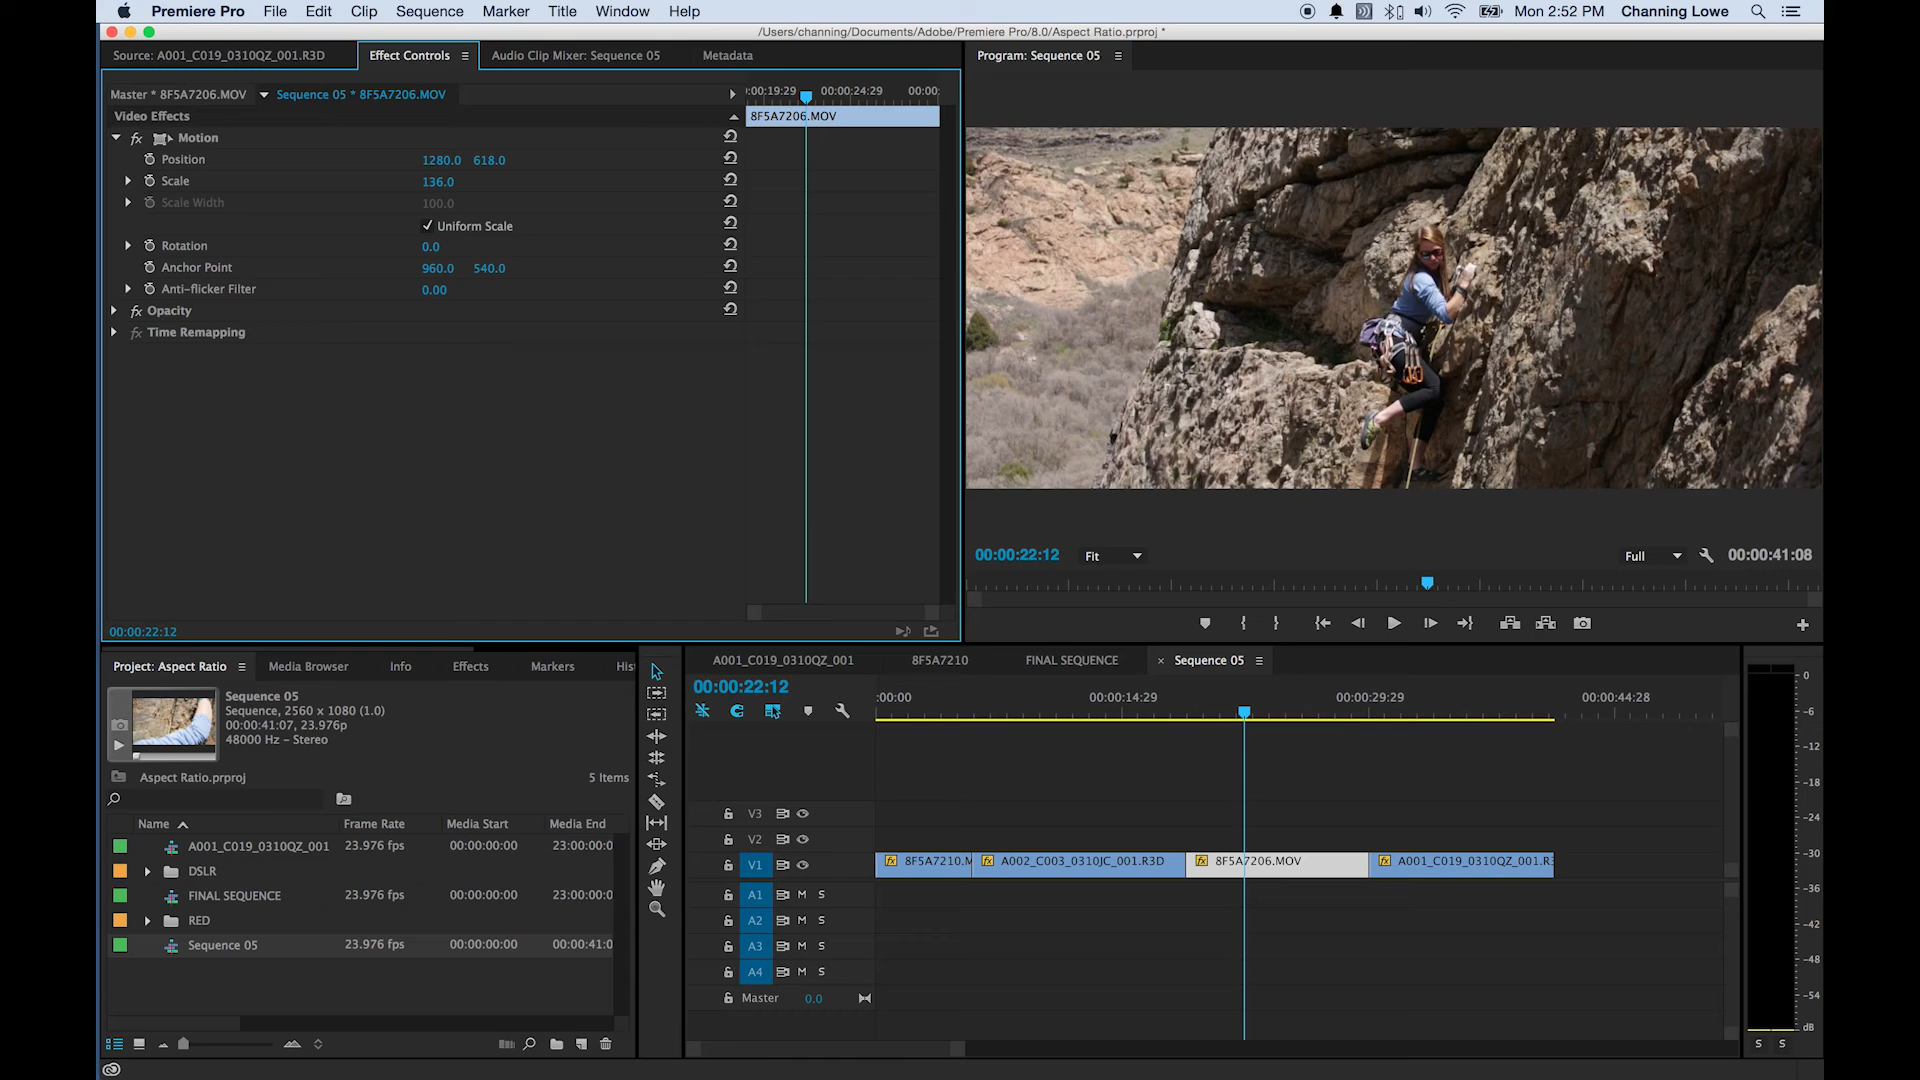 Premiere Pro File Edit Clip Sequence Marker Title Window Help Mon 2:52 PM Channing Lowe
/Users/channing/Documents/Adobe/Premiere Pro/8.0/Aspect Ratio.prproj *
Source: A001_C019_0310QZ_001.R3D Effect Controls Audio Clip Mixer: Sequence 05 Metadata Program: Sequence 05
Master * 8F5A7206.MOV Sequence 05 * 8F5A7206.MOV :00:19:29 00:00:24:29 00:00:
Video Effects 8F5A7206.MOV
fx Motion
Position 1280.0 618.0
Scale 136.0
Scale Width 100.0
Uniform Scale
Rotation 0.0
Anchor Point 960.0 540.0
Anti-flicker Filter 0.00
fx Opacity
fx Time Remapping
00:00:22:12 Fit Full 00:00:41:08
00:00:22:12
Project: Aspect Ratio Media Browser Info Effects Markers His A001_C019_0310QZ_001 8F5A7210 FINAL SEQUENCE × Sequence 05
Sequence 05
Sequence, 2560 x 1080 (1.0)
00:00:41:07, 23.976p
48000 Hz - Stereo
Aspect Ratio.prproj 5 Items
Name Frame Rate Media Start Media End
A001_C019_0310QZ_001 23.976 fps 00:00:00:00 23:00:00:0
DSLR
FINAL SEQUENCE 23.976 fps 00:00:00:00 23:00:00:0
RED
Sequence 05 23.976 fps 00:00:00:00 00:00:41:0
00:00:22:12 :00:00 00:00:14:29 00:00:29:29 00:00:44:28
V3
V2
V1 fx 8F5A7210.M fx A002_C003_0310JC_001.R3D fx 8F5A7206.MOV fx A001_C019_0310QZ_001.R3
A1 M S
A2 M S
A3 M S
A4 M S
Master 0.0
0
-6
-12
-18
-24
-30
-36
-42
-48
-54
dB
S S